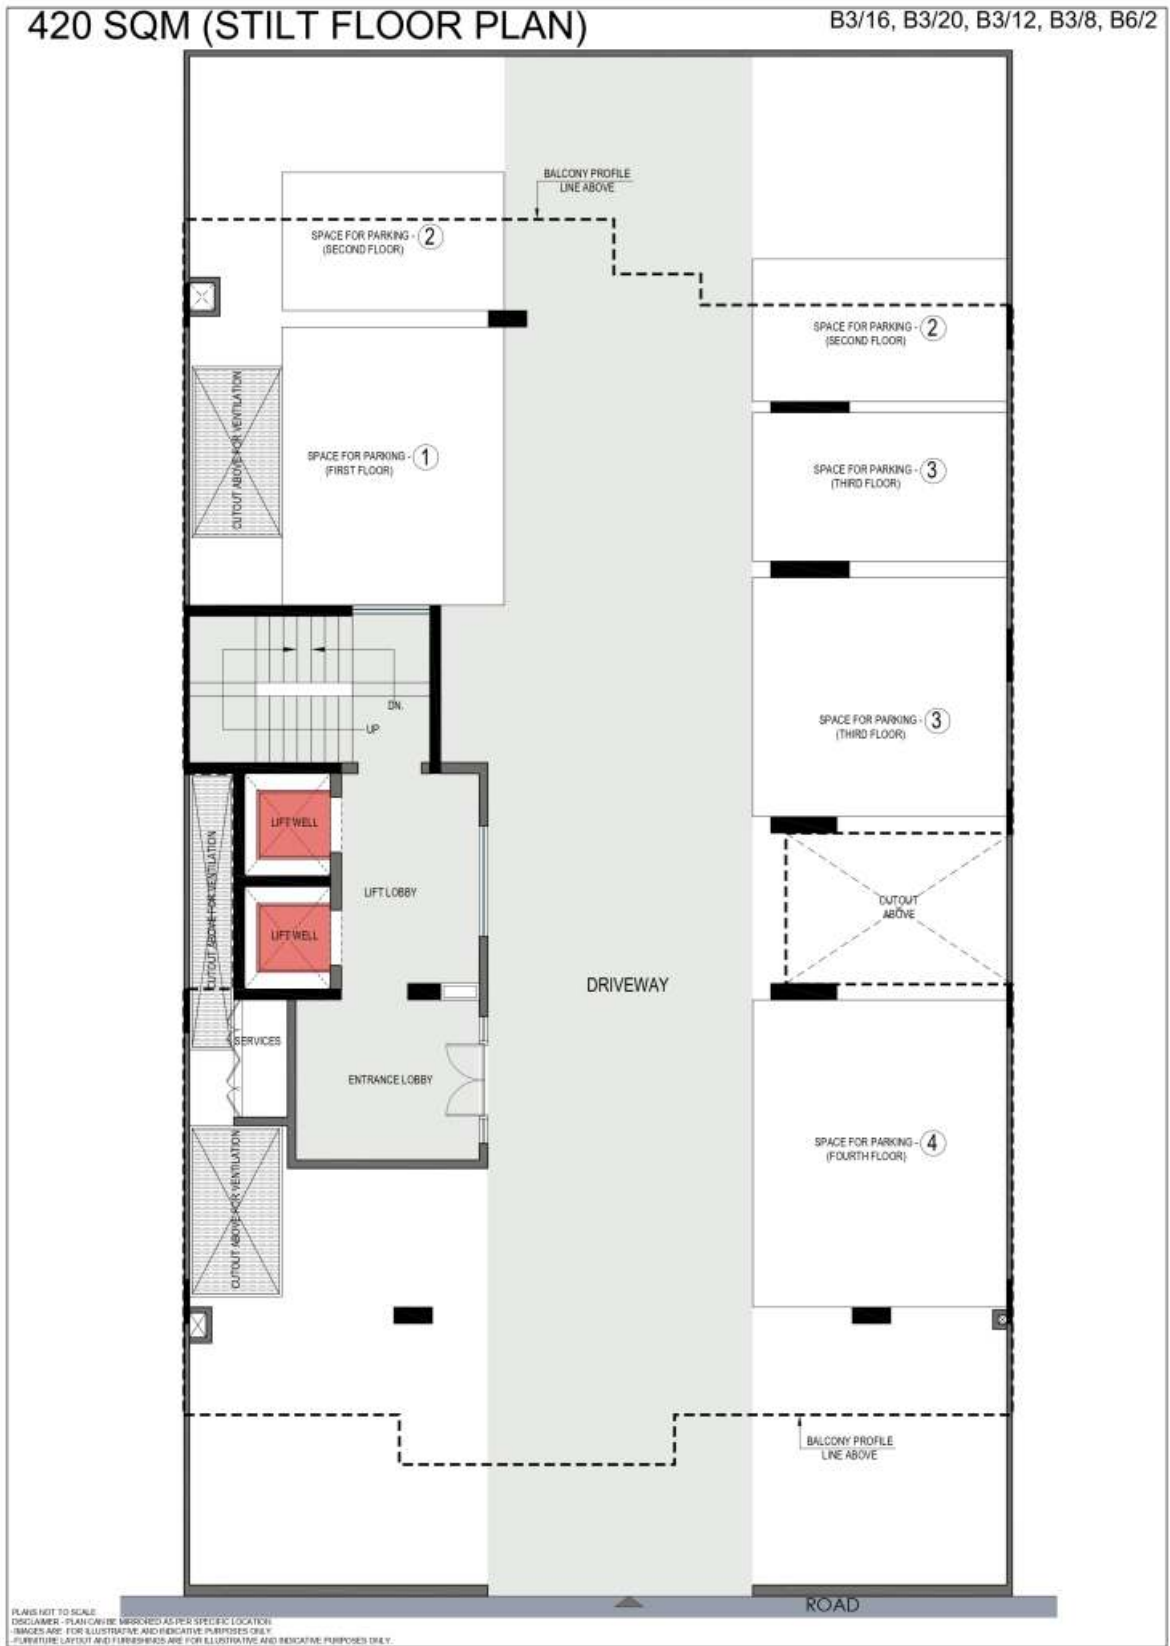 420 SQM (STILT FLOOR PLAN)
B3/16, B3/20, B3/12, B3/8, B6/2
BALCONY PROFILE
LINE ABOVE
SPACE FOR PARKING - 2
(SECOND FLOOR)
SPACE FOR PARKING - 2
(SECOND FLOOR)
CUTOUT ABOVE FOR VENTILATION
SPACE FOR PARKING - 1
(FIRST FLOOR)
SPACE FOR PARKING - 3
(THIRD FLOOR)
DN.
UP
SPACE FOR PARKING - 3
(THIRD FLOOR)
LIFT WELL
CUTOUT ABOVE FOR VENTILATION
LIFT LOBBY
CUTOUT
ABOVE
LIFT WELL
DRIVEWAY
SERVICES
ENTRANCE LOBBY
SPACE FOR PARKING - 4
(FOURTH FLOOR)
CUTOUT ABOVE FOR VENTILATION
BALCONY PROFILE
LINE ABOVE
ROAD
PLANS NOT TO SCALE
DISCLAIMER - PLAN CAN BE MIRRORED AS PER SPECIFIC LOCATION.
-IMAGES ARE FOR ILLUSTRATIVE AND INDICATIVE PURPOSES ONLY.
-FURNITURE LAYOUT AND FURNISHINGS ARE FOR ILLUSTRATIVE AND INDICATIVE PURPOSES ONLY.